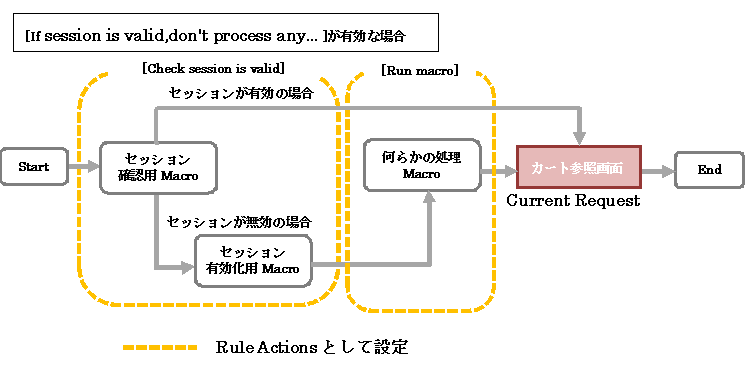 [If session is valid,don't process any... ]が有効な場合
[Check session is valid]
[Run macro]
セッションが有効の場合
Start
セッション
確認用 Macro
何らかの処理
Macro
カート参照画面
End
Current Request
セッションが無効の場合
セッション
有効化用 Macro
Rule Actions として設定